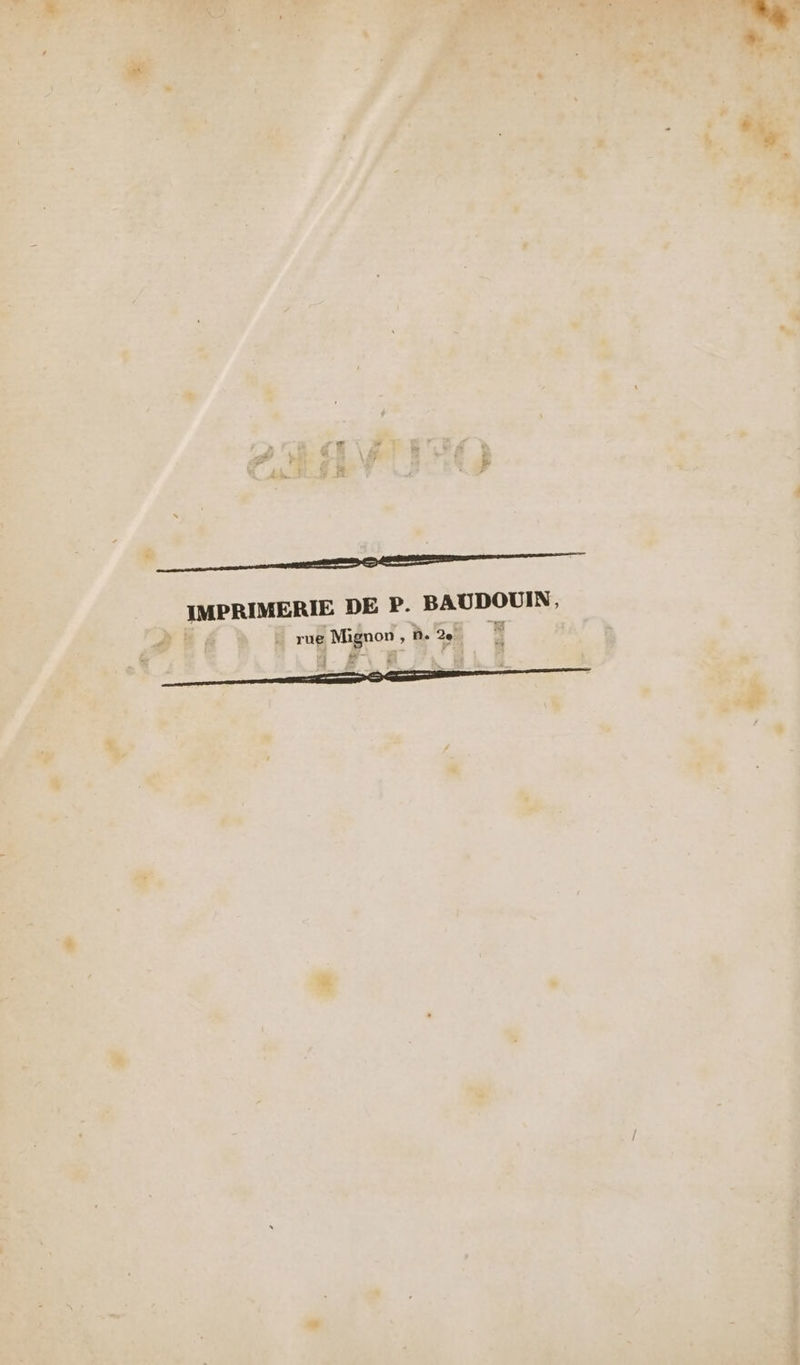 IMPRIMERIE DE P. BAUDOUIN,
rue Mignon, n. 2.